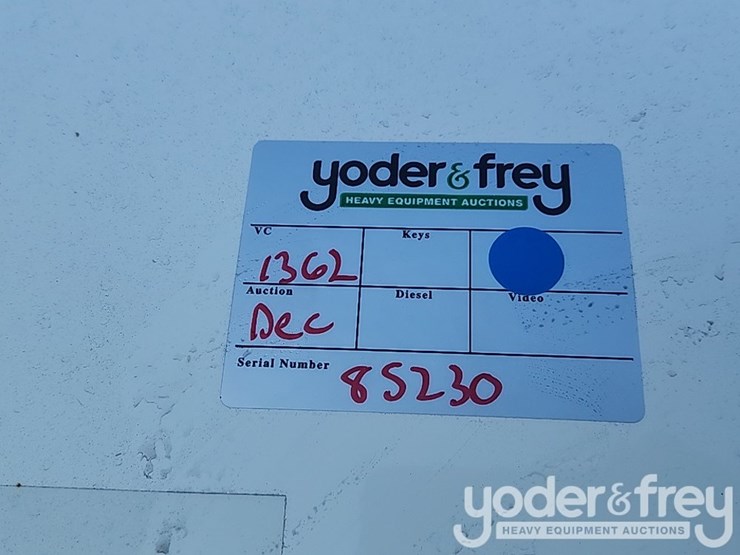 yoder&frey
HEAVY EQUIPMENT AUCTIONS
VC Keys
1362
Auction Diesel Video
Dec
Serial Number 85230
yoder&frey
HEAVY EQUIPMENT AUCTIONS